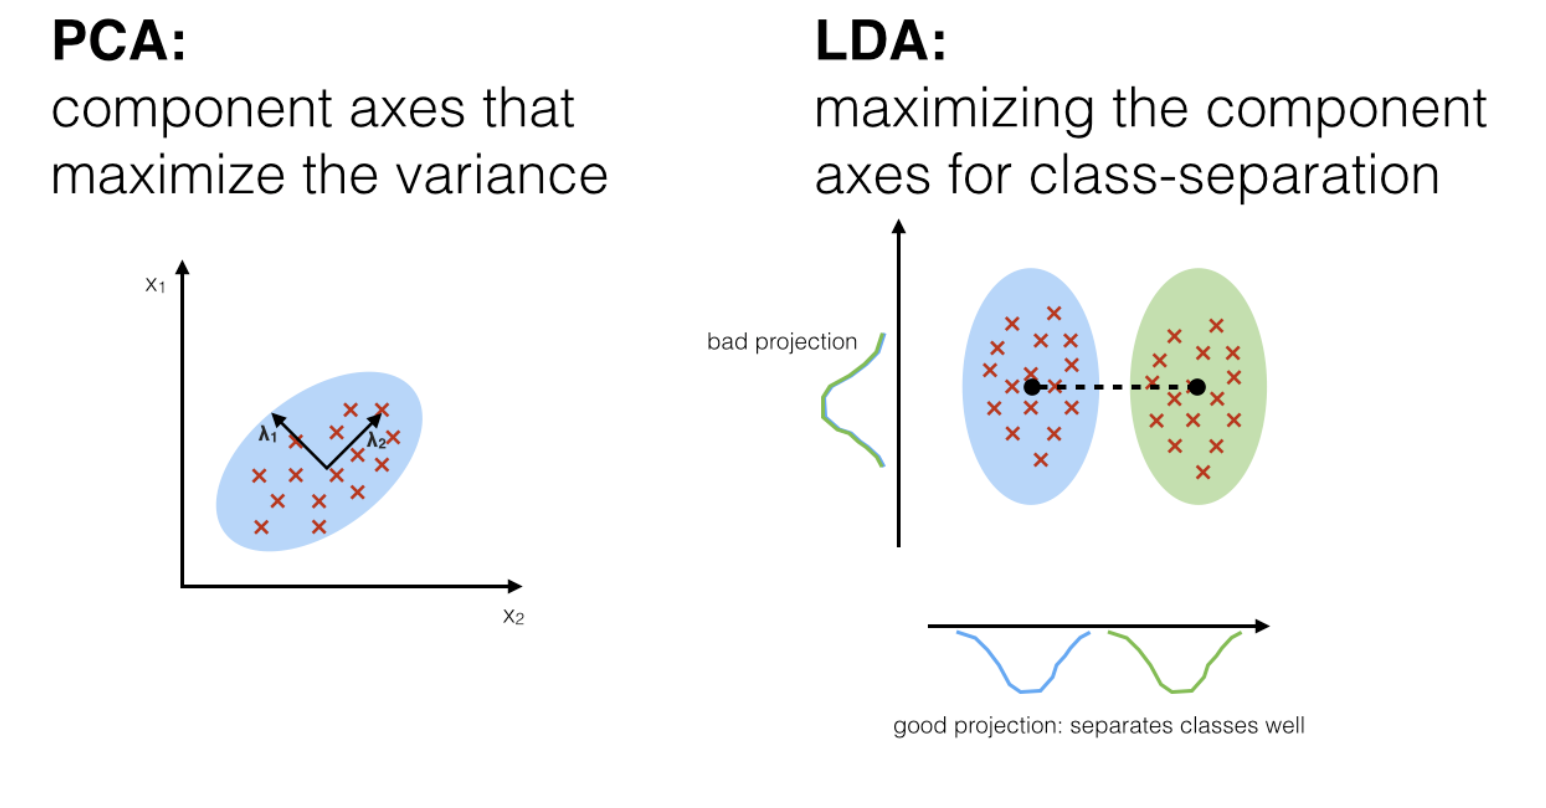 PCA:
component axes that
maximize the variance
x1
λ1
λ2
x2
LDA:
maximizing the component
axes for class-separation
bad projection
good projection: separates classes well